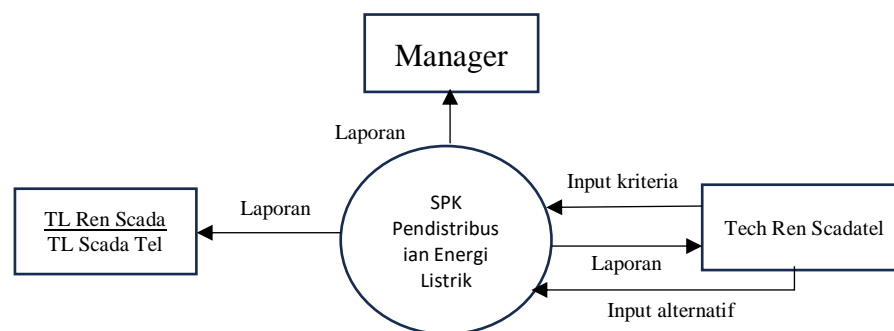 Manager
Laporan
SPK
Pendistribus
ian Energi
Listrik
Input kriteria
Laporan
TL Ren Scada
TL Scada Tel
Tech Ren Scadatel
Laporan
Input alternatif